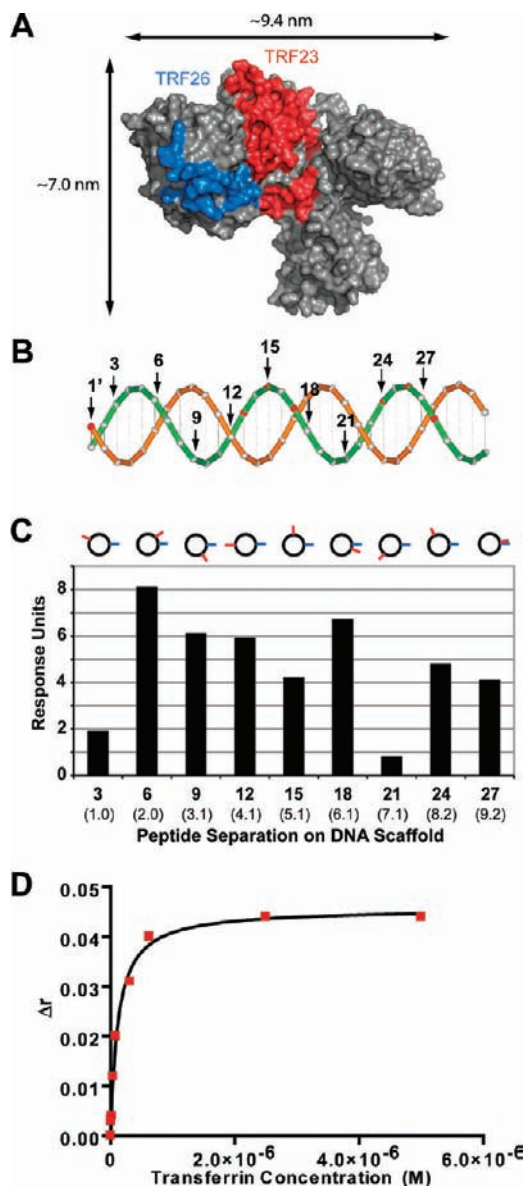 A
~9.4 nm
TRF23
TRF26
~7.0 nm
B
1' 3 6 9 12 15 18 21 24 27
C
Response Units
8
6
4
2
0
3 6 9 12 15 18 21 24 27
(1.0) (2.0) (3.1) (4.1) (5.1) (6.1) (7.1) (8.2) (9.2)
Peptide Separation on DNA Scaffold
D
Δr
0.05
0.04
0.03
0.02
0.01
0.00
0 2.0×10⁻⁶ 4.0×10⁻⁶ 6.0×10⁻⁶
Transferrin Concentration (M)